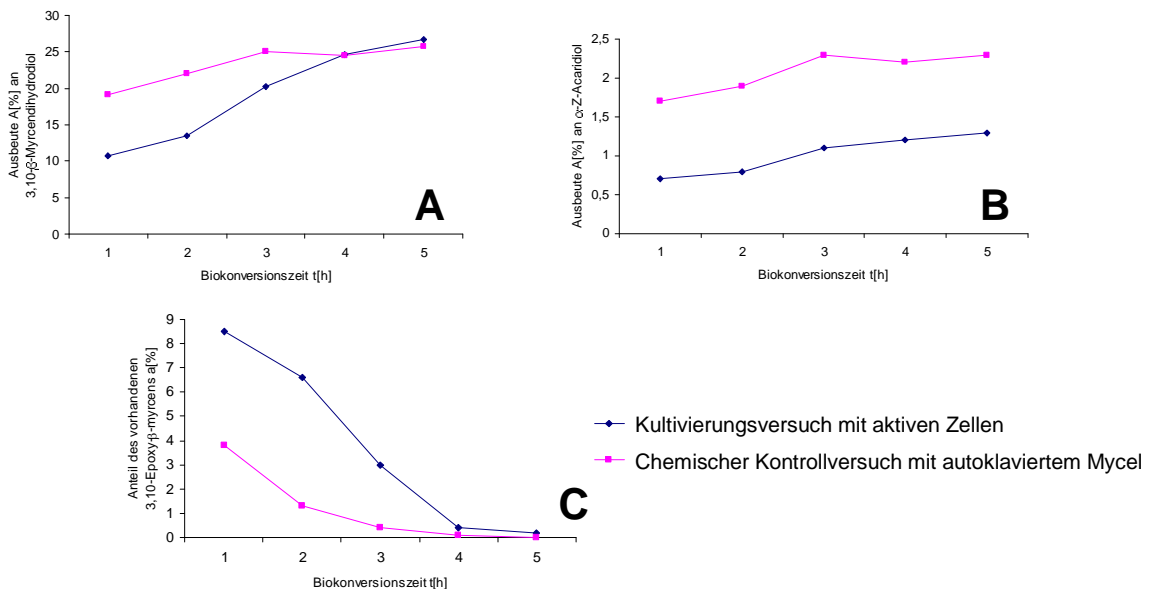 Ausbeute A[%] an
3,10-β-Myrcendihydrodiol
30
25
20
15
10
5
0
1 2 3 4 5
Biokonversionszeit t[h]
A
Ausbeute A[%] an α-Z-Acaridiol
2,5
2
1,5
1
0,5
0
1 2 3 4 5
Biokonversionszeit t[h]
B
Anteil des vorhandenen
3,10-Epoxy-β-myrcens a[%]
9
8
7
6
5
4
3
2
1
0
1 2 3 4 5
Biokonversionszeit t[h]
C
Kultivierungsversuch mit aktiven Zellen
Chemischer Kontrollversuch mit autoklaviertem Mycel